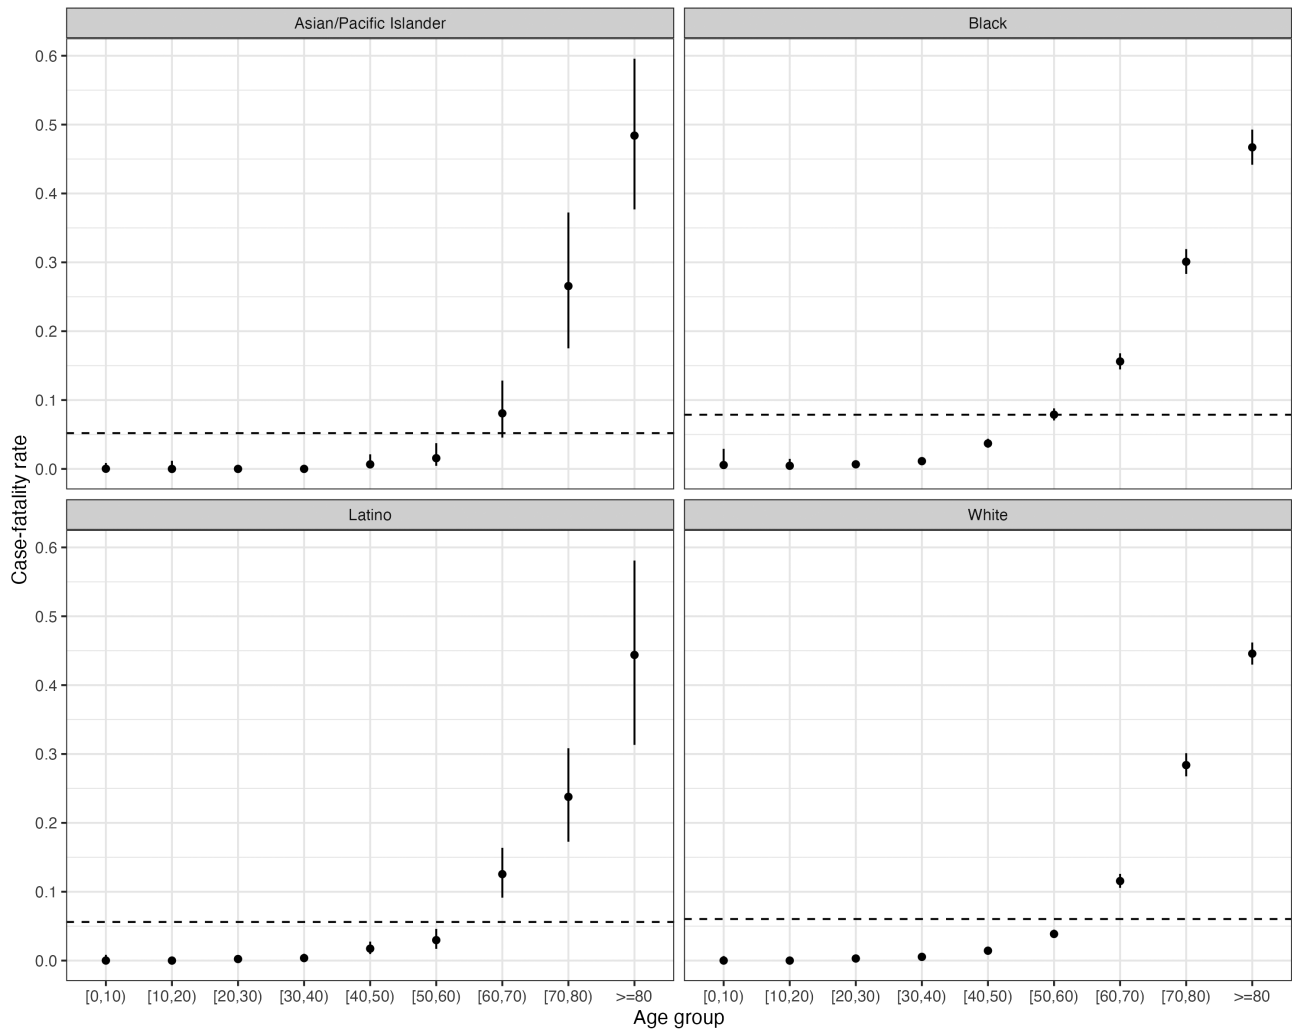 Asian/Pacific Islander
Black
0.6
0.5
0.4
0.3
0.2
0.1
0.0
Case-fatality rate
Latino
White
0.6
0.5
0.4
0.3
0.2
0.1
0.0
[0,10) [10,20) [20,30) [30,40) [40,50) [50,60) [60,70) [70,80) >=80
[0,10) [10,20) [20,30) [30,40) [40,50) [50,60) [60,70) [70,80) >=80
Age group